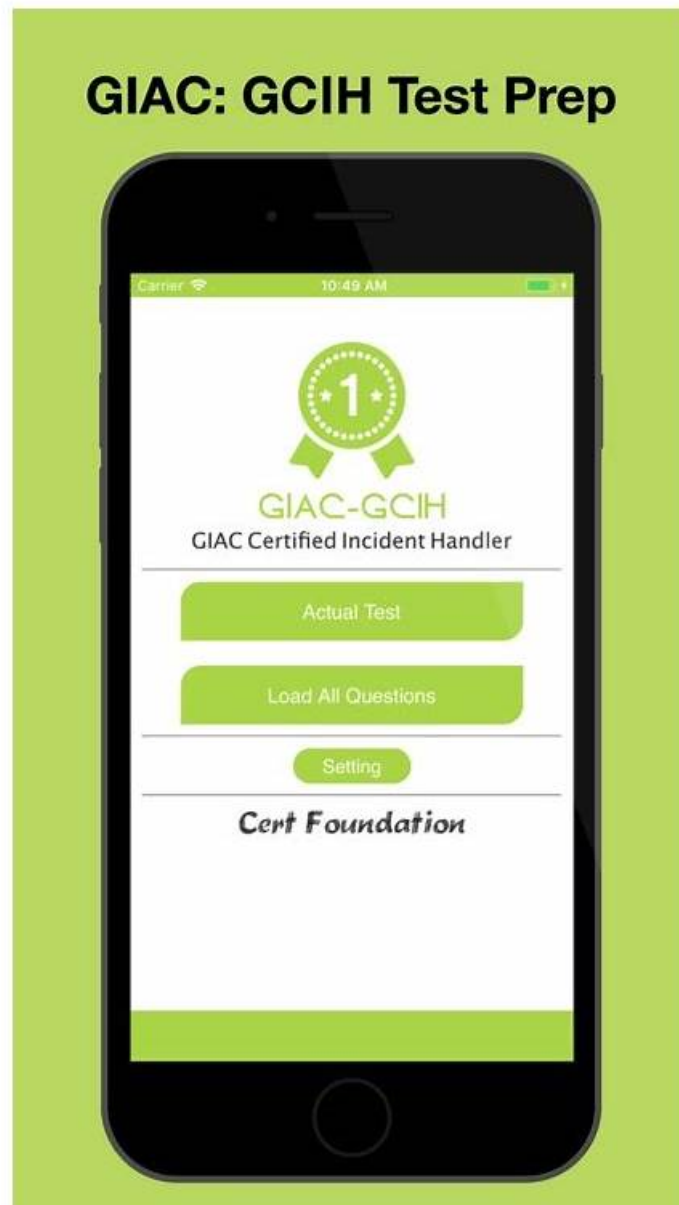 GIAC: GCIH Test Prep
Carrier 10:49 AM
1
GIAC-GCIH
GIAC Certified Incident Handler
Actual Test
Load All Questions
Setting
Cert Foundation